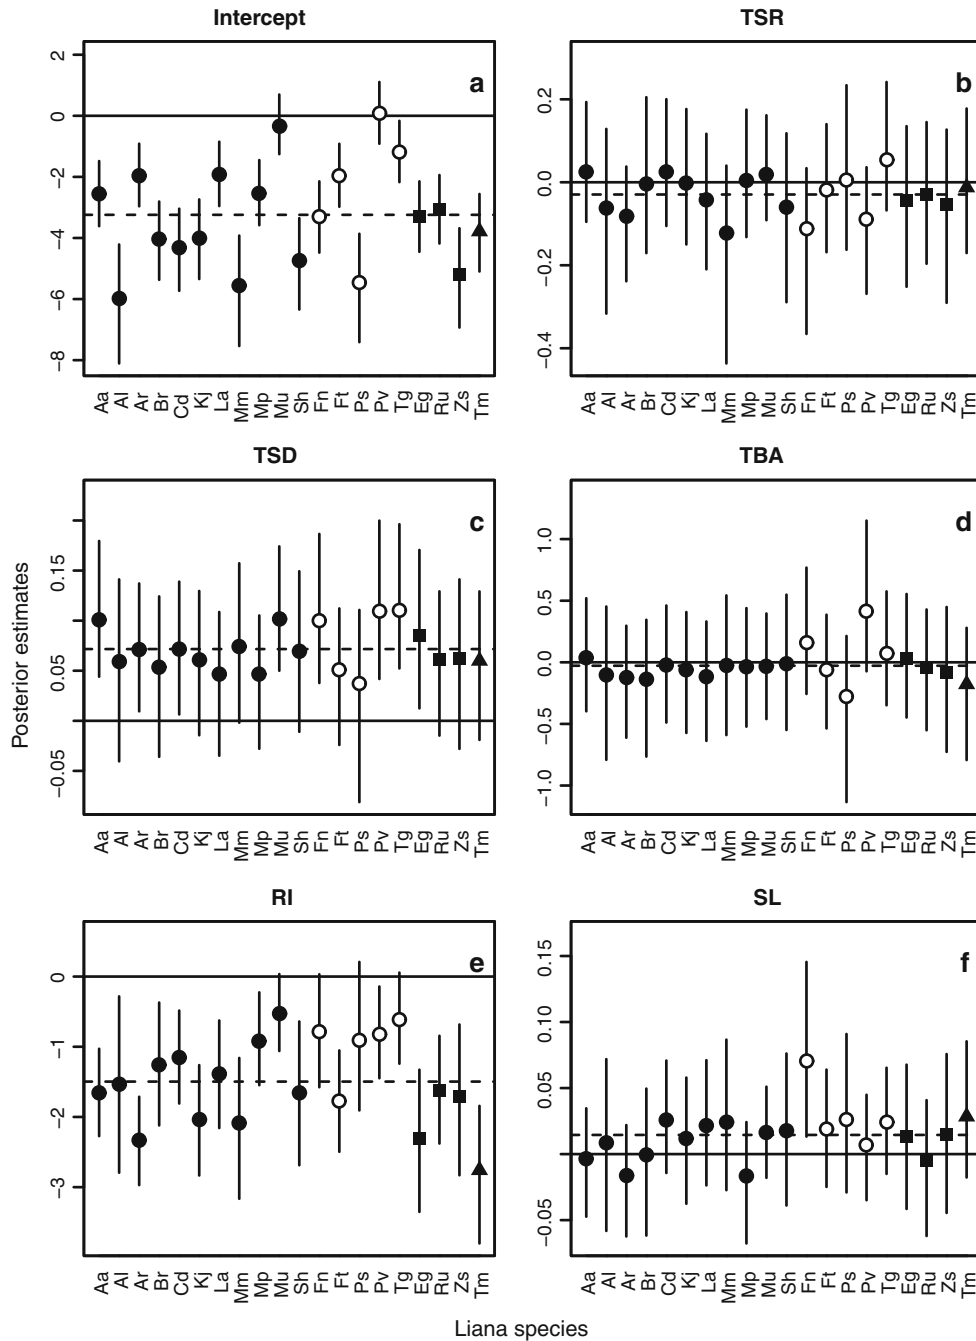 Intercept
TSR
a
b
2
0
−2
−4
−6
−8
0.2
0.0
−0.2
−0.4
Aa Al Ar Br Cd Kj La Mm Mp Mu Sh Fn Ft Ps Pv Tg Eg Ru Zs Tm
Aa Al Ar Br Cd Kj La Mm Mp Mu Sh Fn Ft Ps Pv Tg Eg Ru Zs Tm
TSD
TBA
c
d
0.15
0.05
−0.05
1.0
0.5
0.0
−0.5
−1.0
Aa Al Ar Br Cd Kj La Mm Mp Mu Sh Fn Ft Ps Pv Tg Eg Ru Zs Tm
Aa Al Ar Br Cd Kj La Mm Mp Mu Sh Fn Ft Ps Pv Tg Eg Ru Zs Tm
Posterior estimates
RI
SL
e
f
0
−1
−2
−3
0.15
0.10
0.05
−0.05
Aa Al Ar Br Cd Kj La Mm Mp Mu Sh Fn Ft Ps Pv Tg Eg Ru Zs Tm
Aa Al Ar Br Cd Kj La Mm Mp Mu Sh Fn Ft Ps Pv Tg Eg Ru Zs Tm
Liana species